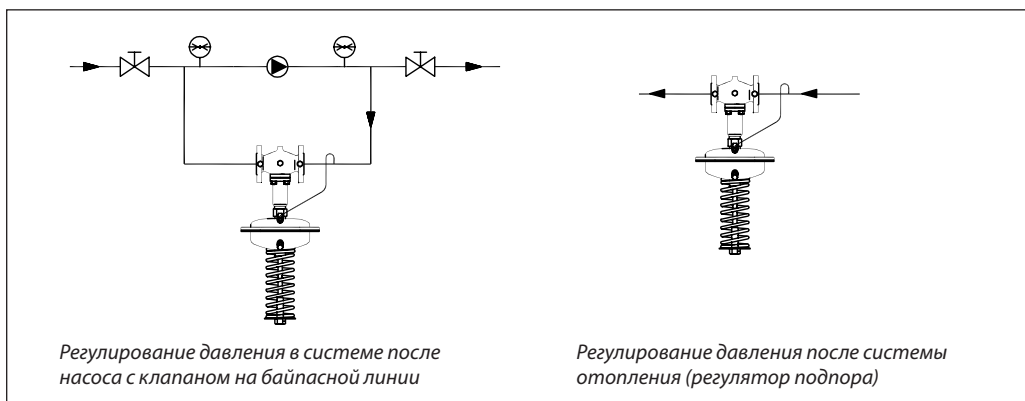 Регулирование давления в системе после
насоса с клапаном на байпасной линии
Регулирование давления после системы
отопления (регулятор подпора)